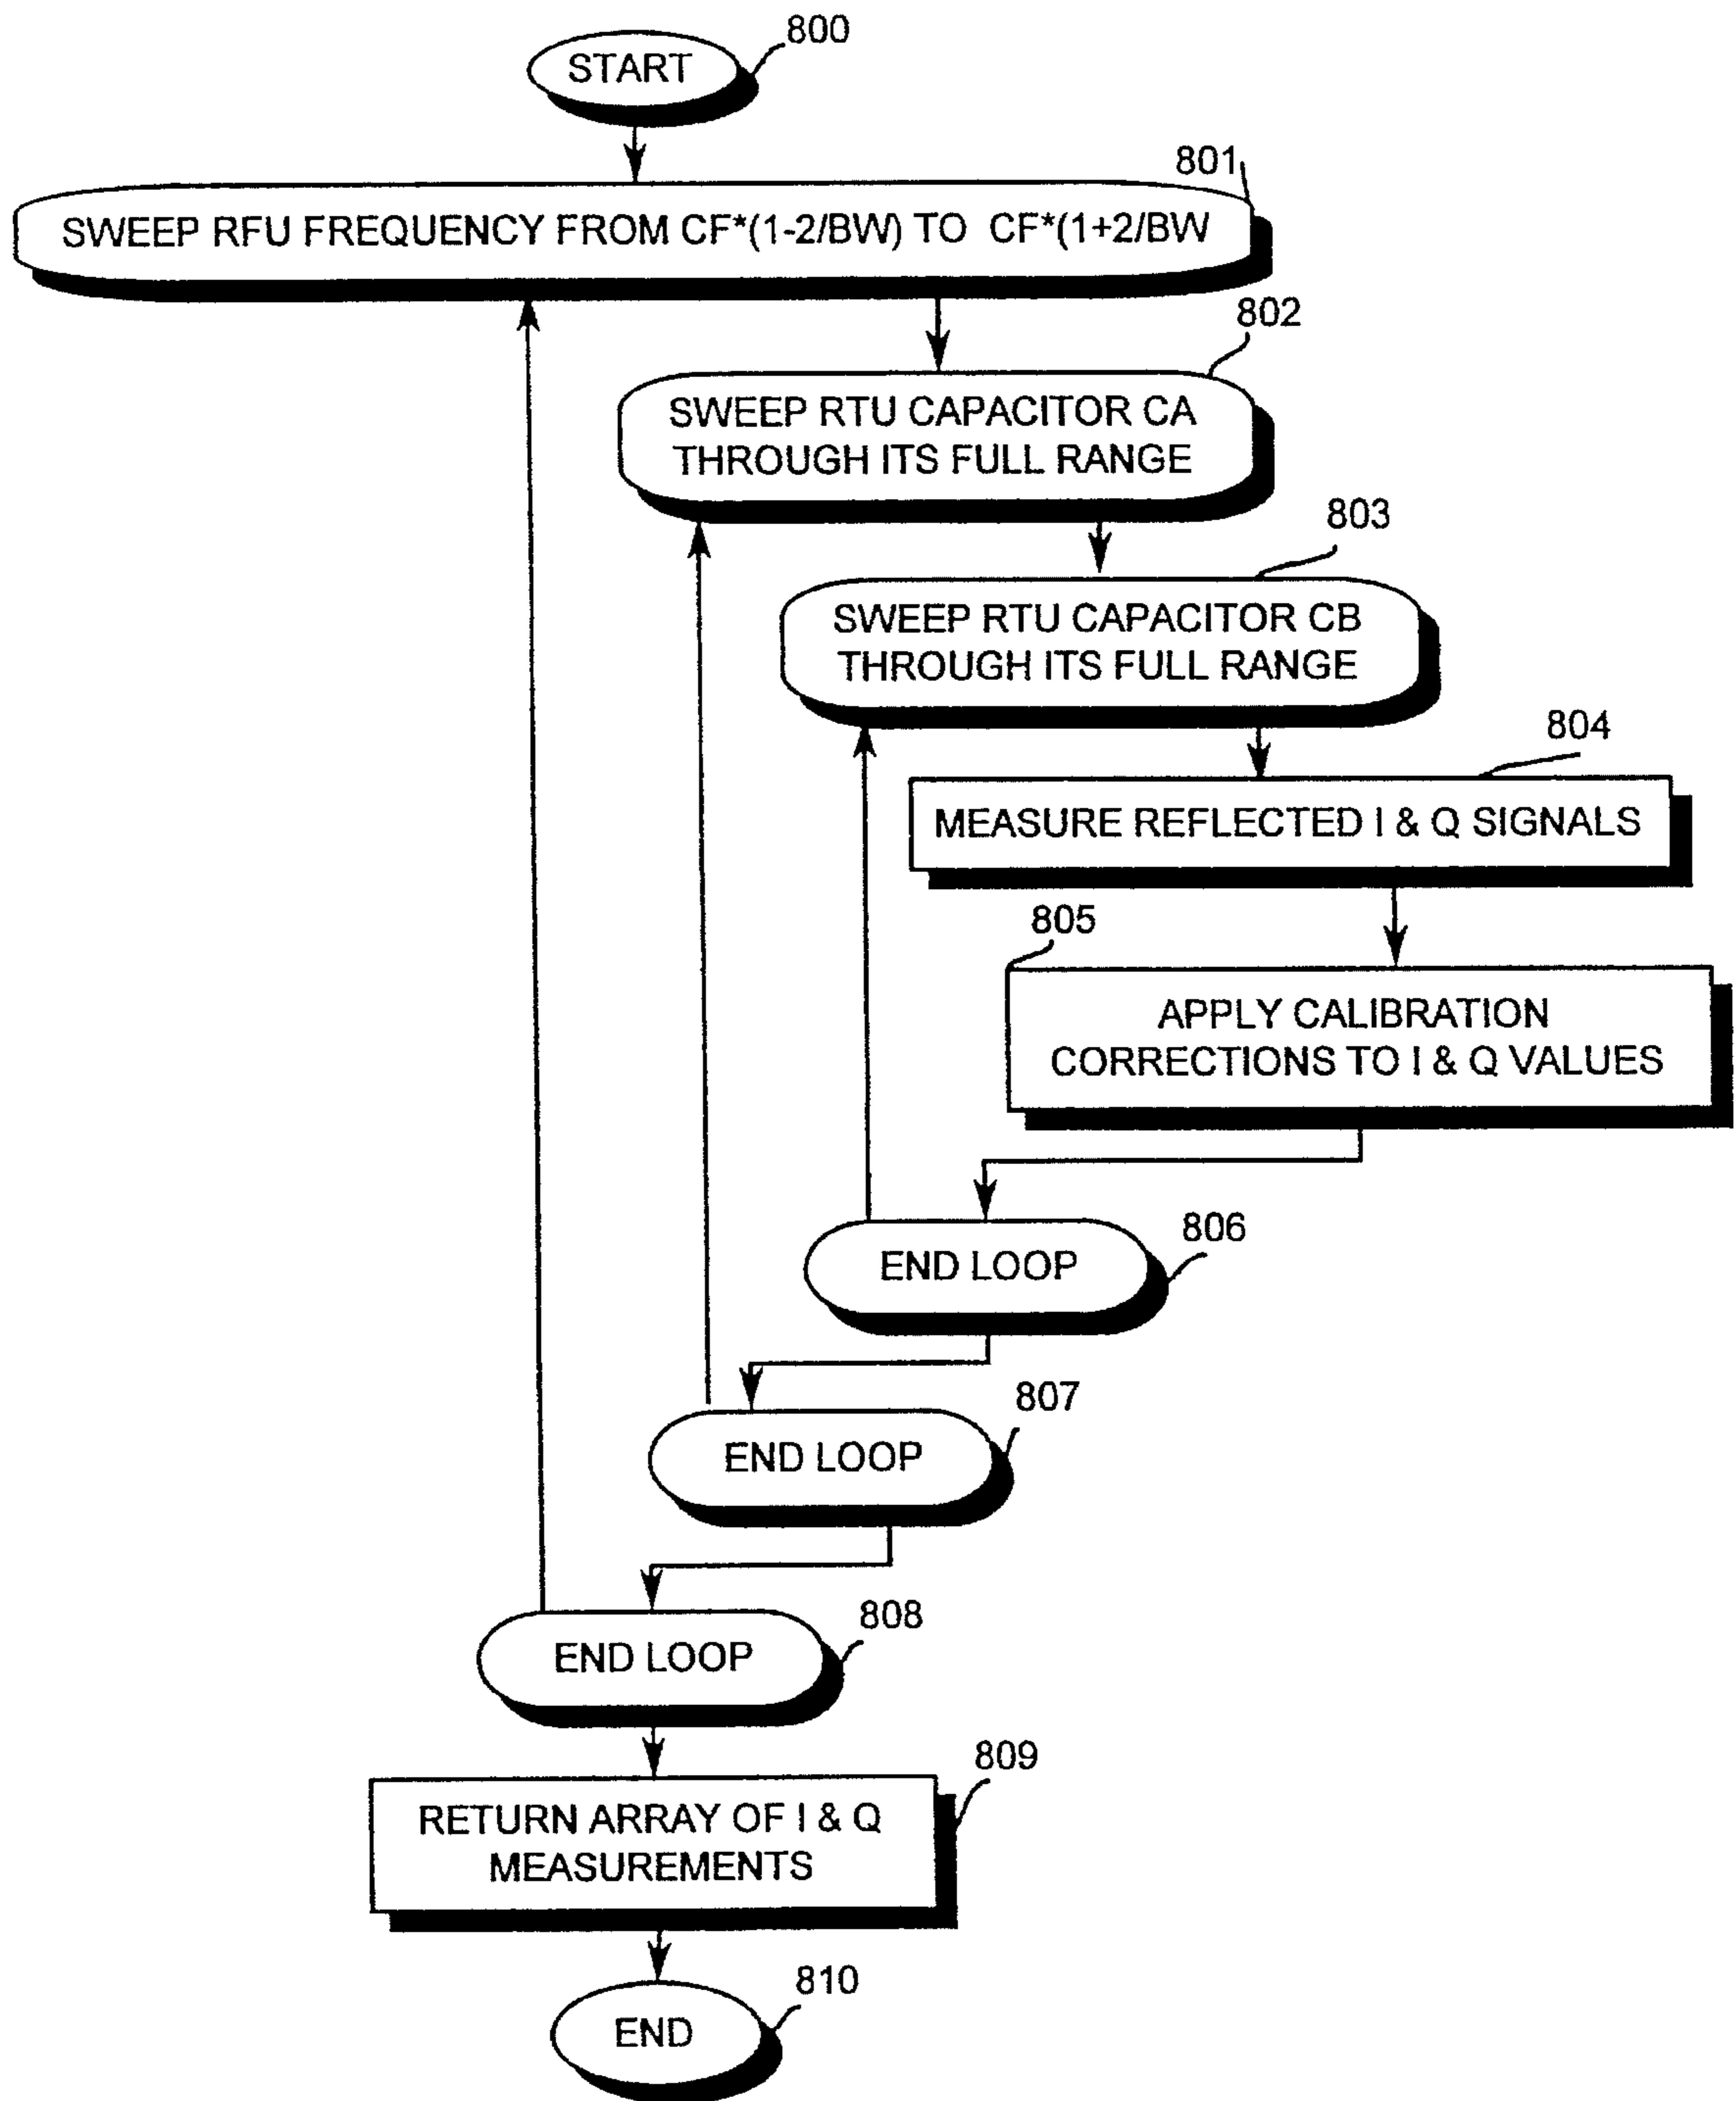 START
800
801
SWEEP RFU FREQUENCY FROM CF*(1-2/BW) TO CF*(1+2/BW
802
SWEEP RTU CAPACITOR CA
THROUGH ITS FULL RANGE
803
SWEEP RTU CAPACITOR CB
THROUGH ITS FULL RANGE
804
MEASURE REFLECTED I & Q SIGNALS
805
APPLY CALIBRATION
CORRECTIONS TO I & Q VALUES
806
END LOOP
807
END LOOP
808
END LOOP
809
RETURN ARRAY OF I & Q
MEASUREMENTS
810
END